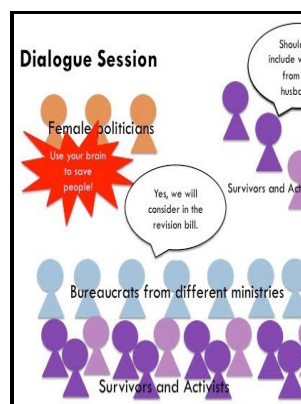 Dialogue Session
Should
include w
from
husb
Female politicians
Use your brain
to save
people!
Survivors and Acti
Yes, we will
consider in the
revision bill.
Bureaucrats from different ministries
Survivors and Activists